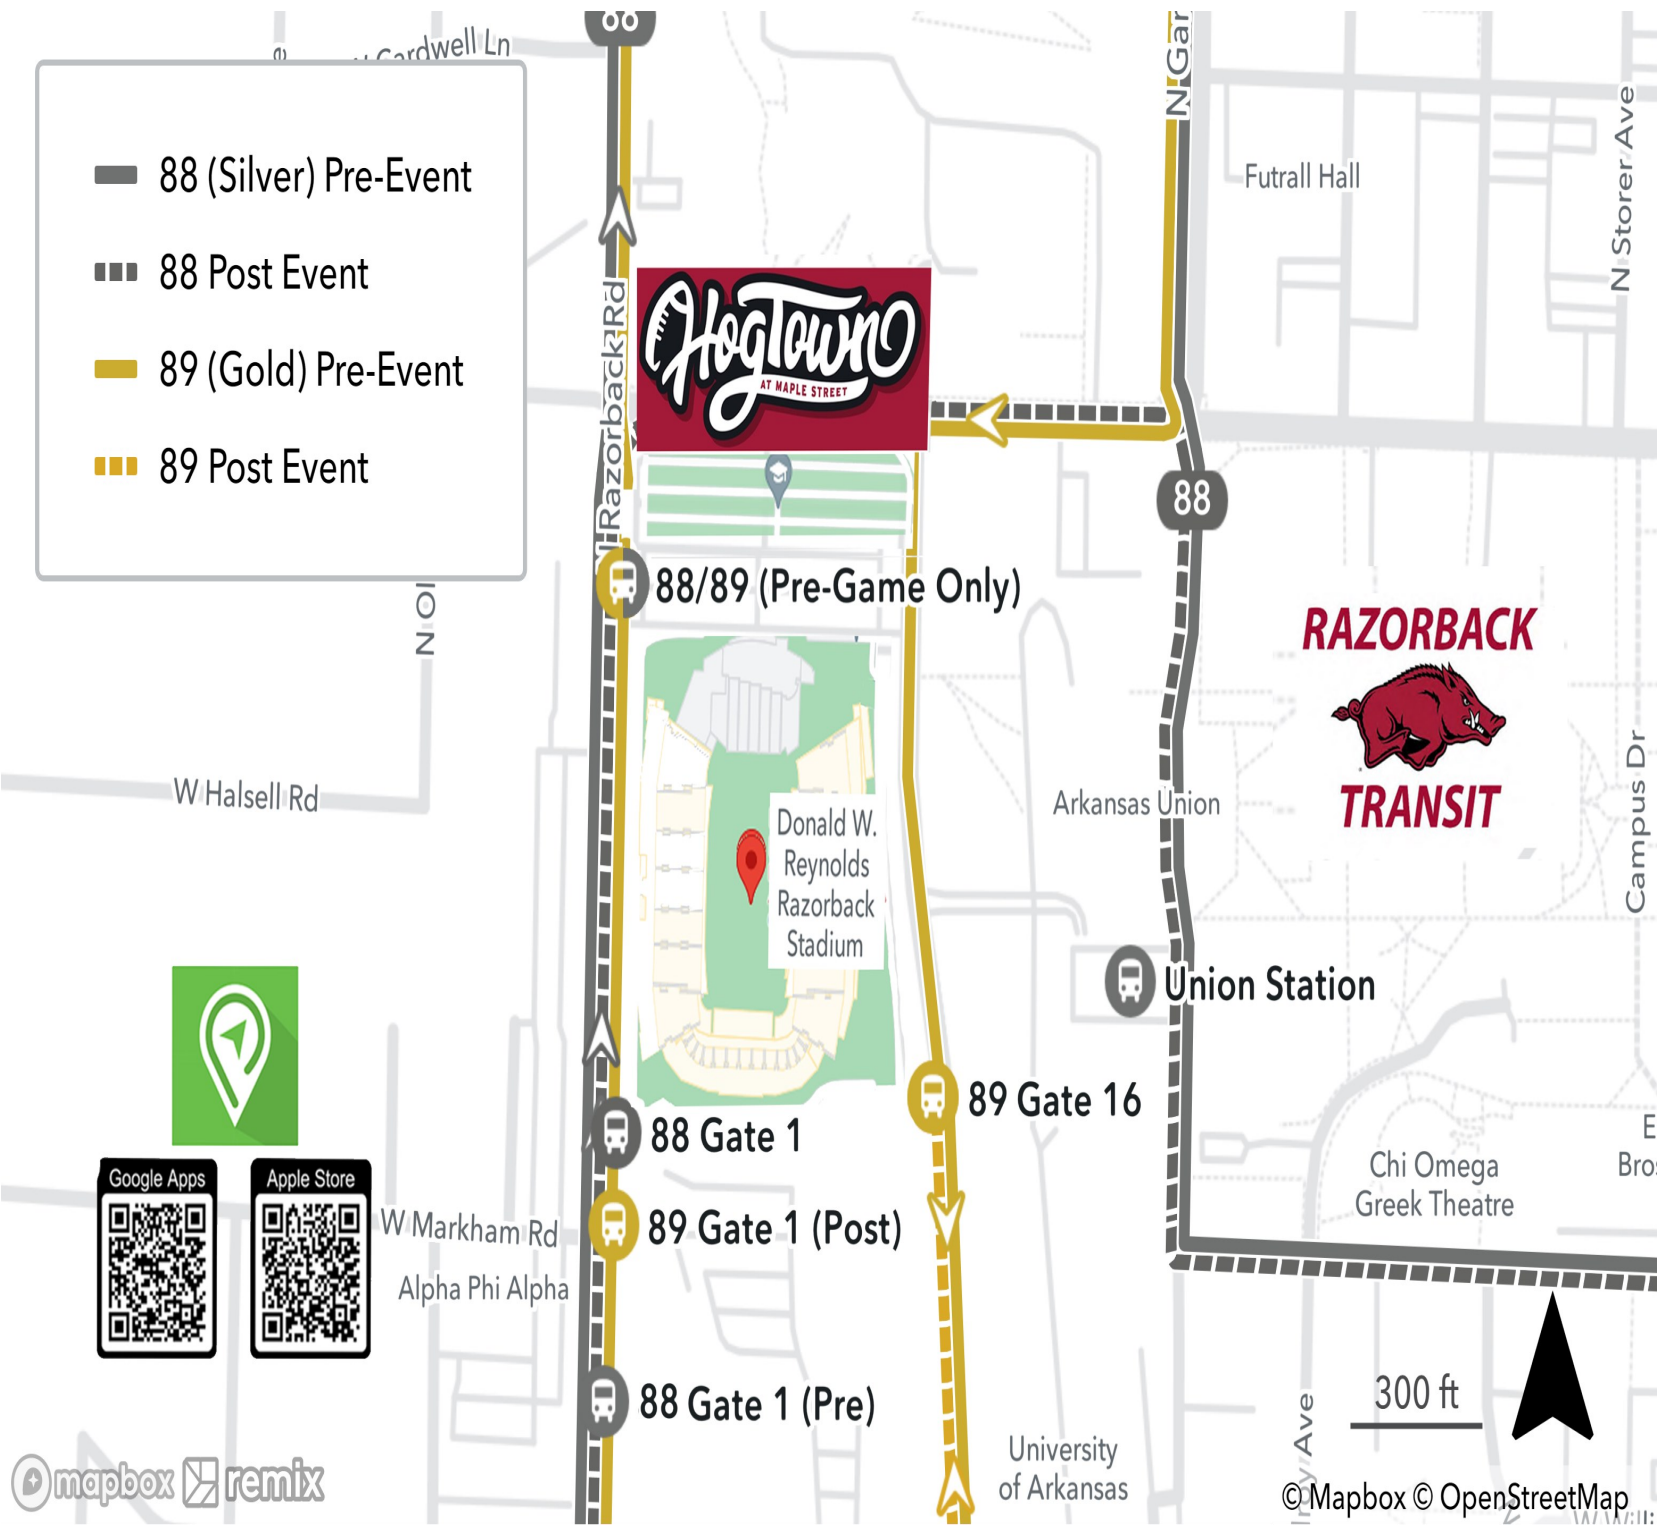 88
W Cardwell Ln
N Gar
88 (Silver) Pre-Event
88 Post Event
89 (Gold) Pre-Event
89 Post Event
Futrall Hall
N Storer Ave
N Razorback Rd
HogTown
AT MAPLE STREET
88
88/89 (Pre-Game Only)
N Ol
RAZORBACK
TRANSIT
W Halsell Rd
Arkansas Union
Campus Dr
Donald W.
Reynolds
Razorback
Stadium
Union Station
89 Gate 16
88 Gate 1
Google Apps
Apple Store
Chi Omega
Greek Theatre
E
Bro
W Markham Rd
89 Gate 1 (Post)
Alpha Phi Alpha
88 Gate 1 (Pre)
300 ft
University
of Arkansas
roy Ave
mapbox remix
© Mapbox © OpenStreetMap